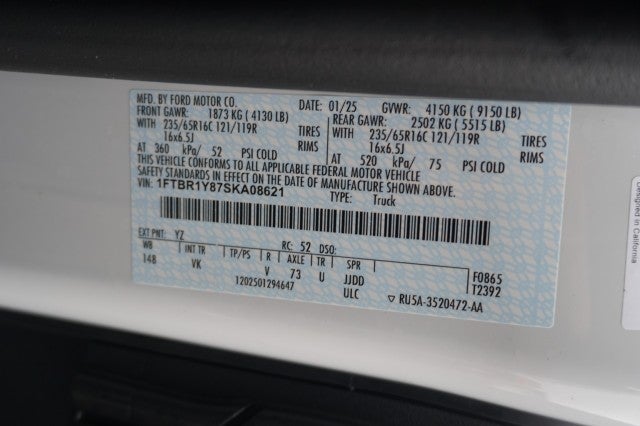 MFD. BY FORD MOTOR CO.
DATE: 01/25 GVWR: 4150 KG ( 9150 LB)
FRONT GAWR: 1873 KG ( 4130 LB) REAR GAWR: 2502 KG ( 5515 LB)
WITH TIRES WITH TIRES
235/65R16C 121/119R 235/65R16C 121/119R
16x6.5J 16x6.5J
AT 360 kPa/ 52 PSI COLD AT 520 kPa/ 75 PSI COLD
THIS VEHICLE CONFORMS TO ALL APPLICABLE FEDERAL MOTOR VEHICLE
SAFETY STANDARDS IN EFFECT ON THE DATE OF MANUFACTURE SHOWN ABOVE.
VIN: 1FTBR1Y87SKA08621
TYPE: Truck
EXT PNT: YZ RC: 52 DSO:
WB INT TR TP/PS R AXLE TR SPR
148 VK V 73 U JJDD
ULC
F0865
T2392
1202501294647
RU5A-3520472-AA
Designed in California